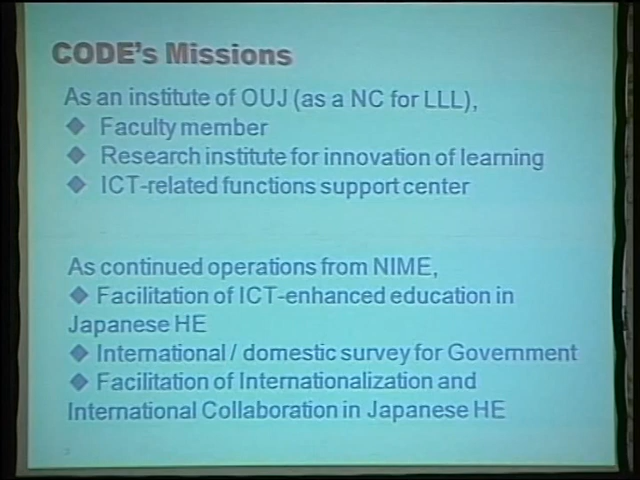 CODE's Missions
As an institute of OUJ (as a NC for LLL),
◆ Faculty member
◆ Research institute for innovation of learning
◆ ICT-related functions support center
As continued operations from NIME,
◆ Facilitation of ICT-enhanced education in
Japanese HE
◆ International / domestic survey for Government
◆ Facilitation of Internationalization and
International Collaboration in Japanese HE